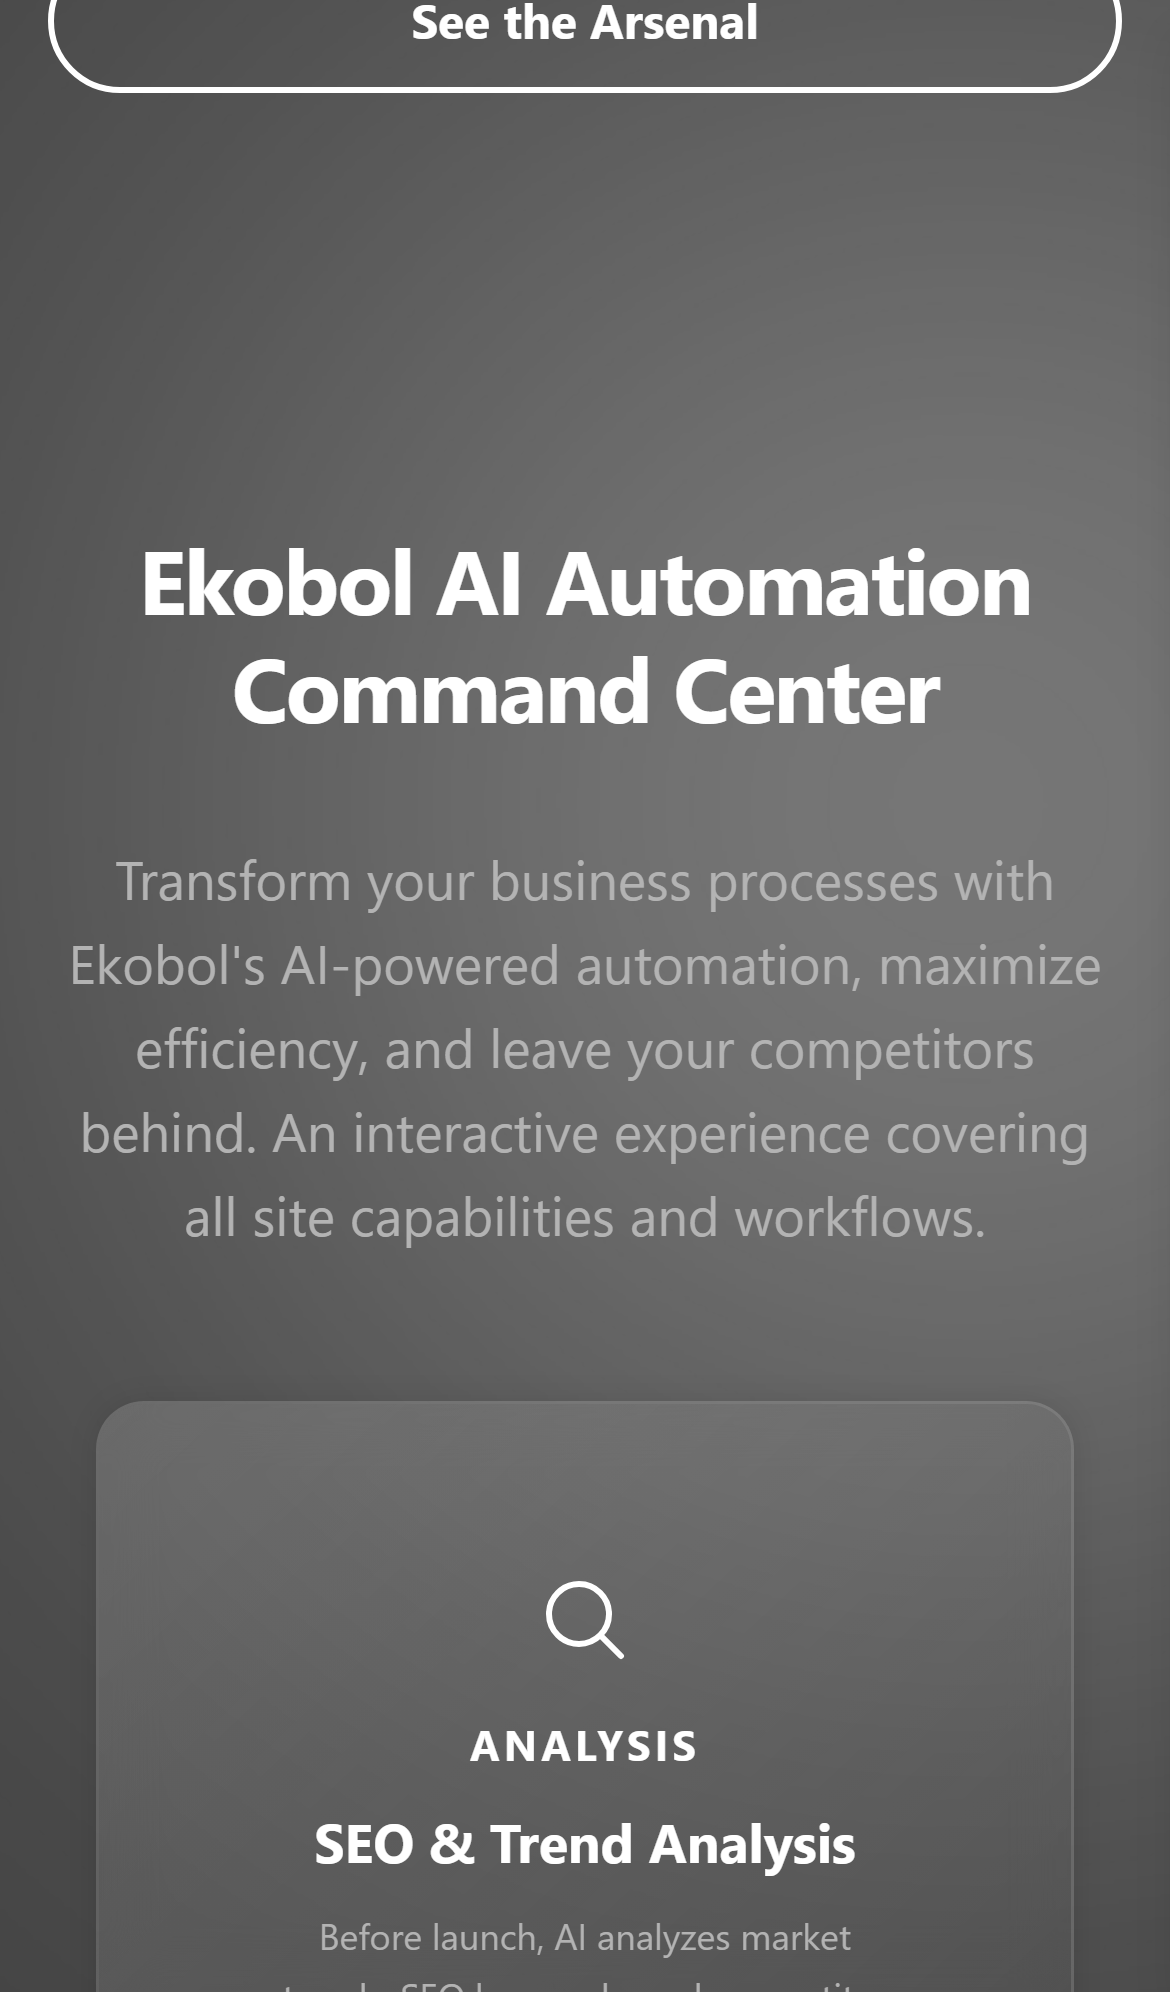 See the Arsenal
Ekobol AI Automation
Command Center
Transform your business processes with
Ekobol's AI-powered automation, maximize
efficiency, and leave your competitors
behind. An interactive experience covering
all site capabilities and workflows.
ANALYSIS
SEO & Trend Analysis
Before launch, AI analyzes market